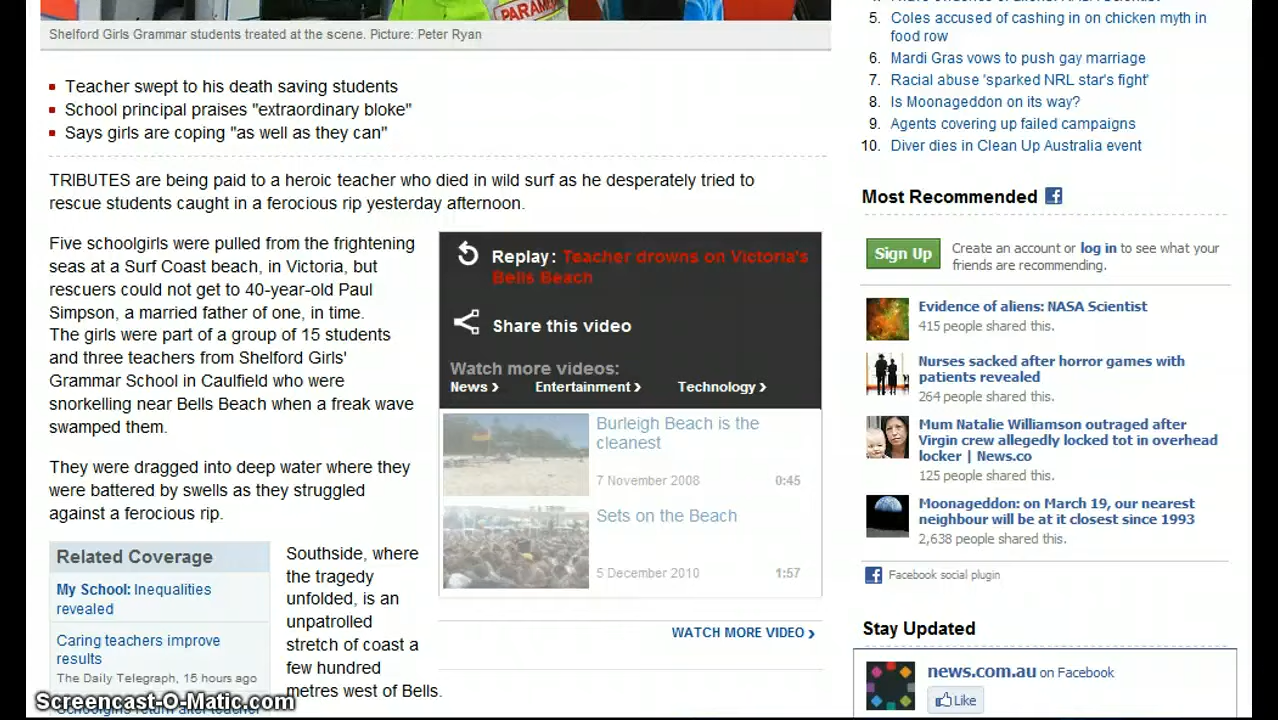 PARAM
Shelford Girls Grammar students treated at the scene. Picture: Peter Ryan
Teacher swept to his death saving students
School principal praises "extraordinary bloke"
Says girls are coping "as well as they can"
TRIBUTES are being paid to a heroic teacher who died in wild surf as he desperately tried to
rescue students caught in a ferocious rip yesterday afternoon.
Five schoolgirls were pulled from the frightening
seas at a Surf Coast beach, in Victoria, but
rescuers could not get to 40-year-old Paul
Simpson, a married father of one, in time.
The girls were part of a group of 15 students
and three teachers from Shelford Girls'
Grammar School in Caulfield who were
snorkelling near Bells Beach when a freak wave
swamped them.
They were dragged into deep water where they
were battered by swells as they struggled
against a ferocious rip.
Related Coverage
My School: Inequalities
revealed
Caring teachers improve
results
The Daily Telegraph, 15 hours ago
Southside, where
the tragedy
unfolded, is an
unpatrolled
stretch of coast a
few hundred
metres west of Bells.
Replay: Teacher drowns on Victoria's
Bells Beach
Share this video
Watch more videos:
News › Entertainment › Technology ›
Burleigh Beach is the
cleanest
7 November 2008 0:45
Sets on the Beach
5 December 2010 1:57
WATCH MORE VIDEO ›
5. Coles accused of cashing in on chicken myth in
food row
6. Mardi Gras vows to push gay marriage
7. Racial abuse 'sparked NRL star's fight'
8. Is Moonageddon on its way?
9. Agents covering up failed campaigns
10. Diver dies in Clean Up Australia event
Most Recommended
Sign Up
Create an account or log in to see what your
friends are recommending.
Evidence of aliens: NASA Scientist
415 people shared this.
Nurses sacked after horror games with
patients revealed
264 people shared this.
Mum Natalie Williamson outraged after
Virgin crew allegedly locked tot in overhead
locker | News.co
125 people shared this.
Moonageddon: on March 19, our nearest
neighbour will be at it closest since 1993
2,638 people shared this.
Facebook social plugin
Stay Updated
news.com.au on Facebook
Like
Screencast-O-Matic.com